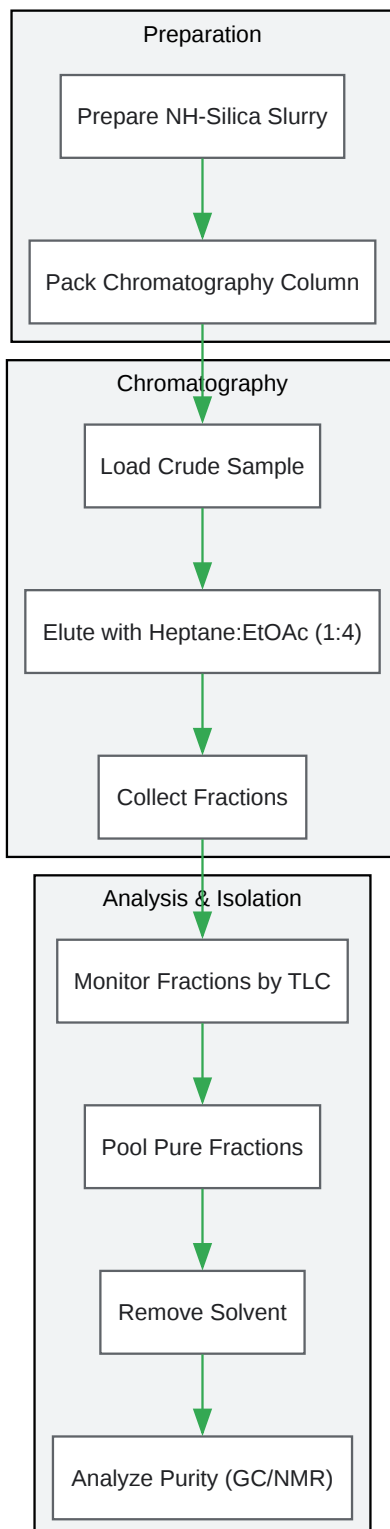 Preparation
Prepare NH-Silica Slurry
Pack Chromatography Column
Chromatography
Load Crude Sample
Elute with Heptane:EtOAc (1:4)
Collect Fractions
Analysis & Isolation
Monitor Fractions by TLC
Pool Pure Fractions
Remove Solvent
Analyze Purity (GC/NMR)